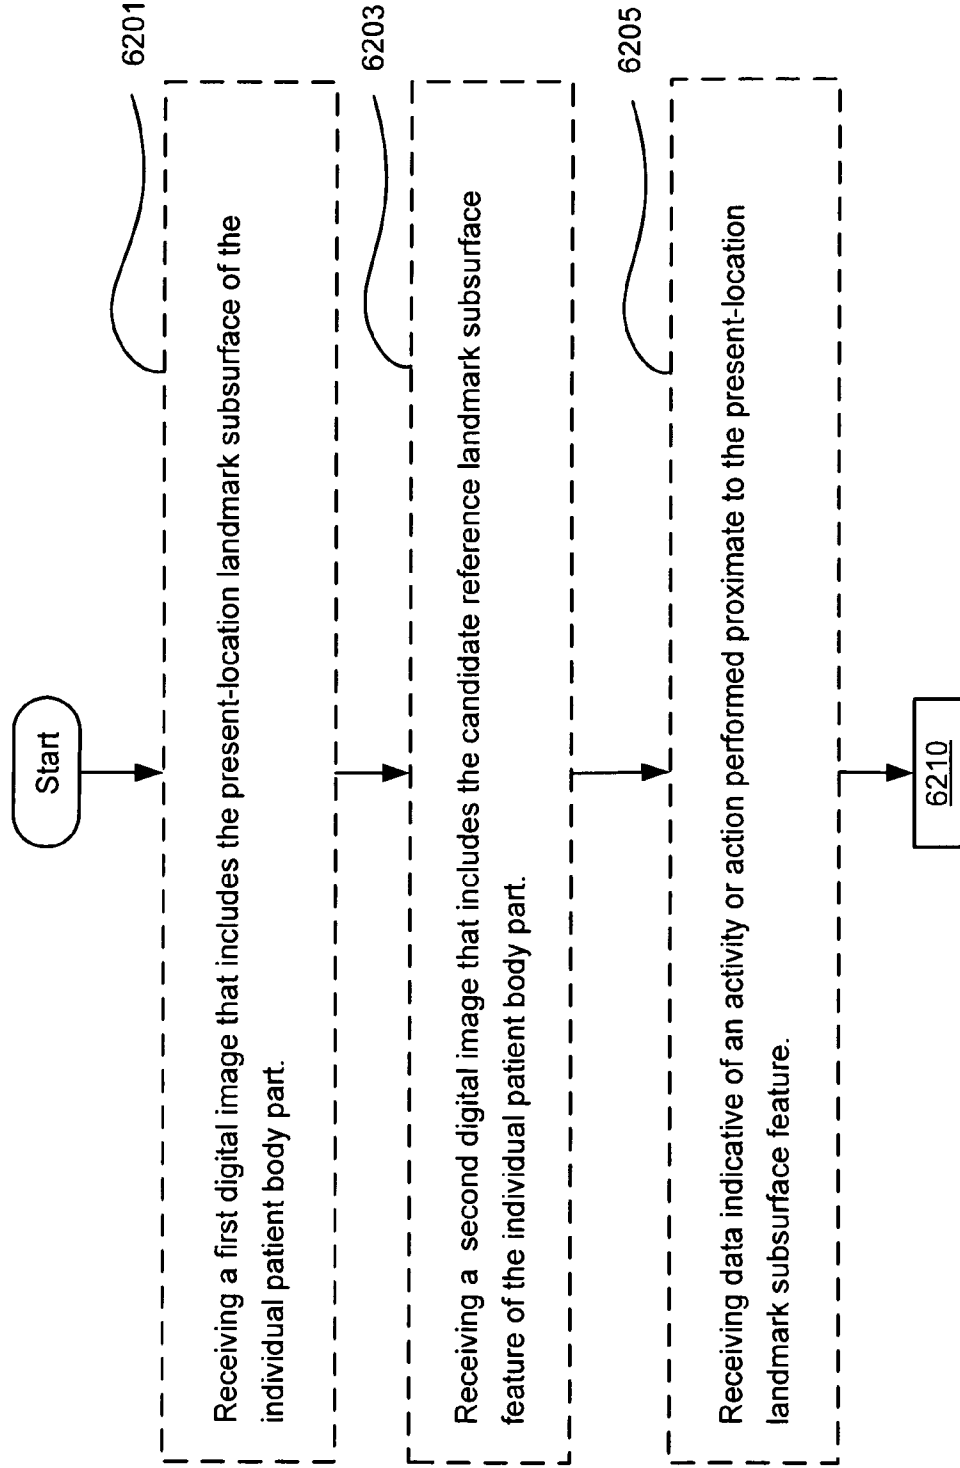 Start
6201
Receiving a first digital image that includes the present-location landmark subsurface of the
individual patient body part.
6203
Receiving a second digital image that includes the candidate reference landmark subsurface
feature of the individual patient body part.
6205
Receiving data indicative of an activity or action performed proximate to the present-location
landmark subsurface feature.
6210